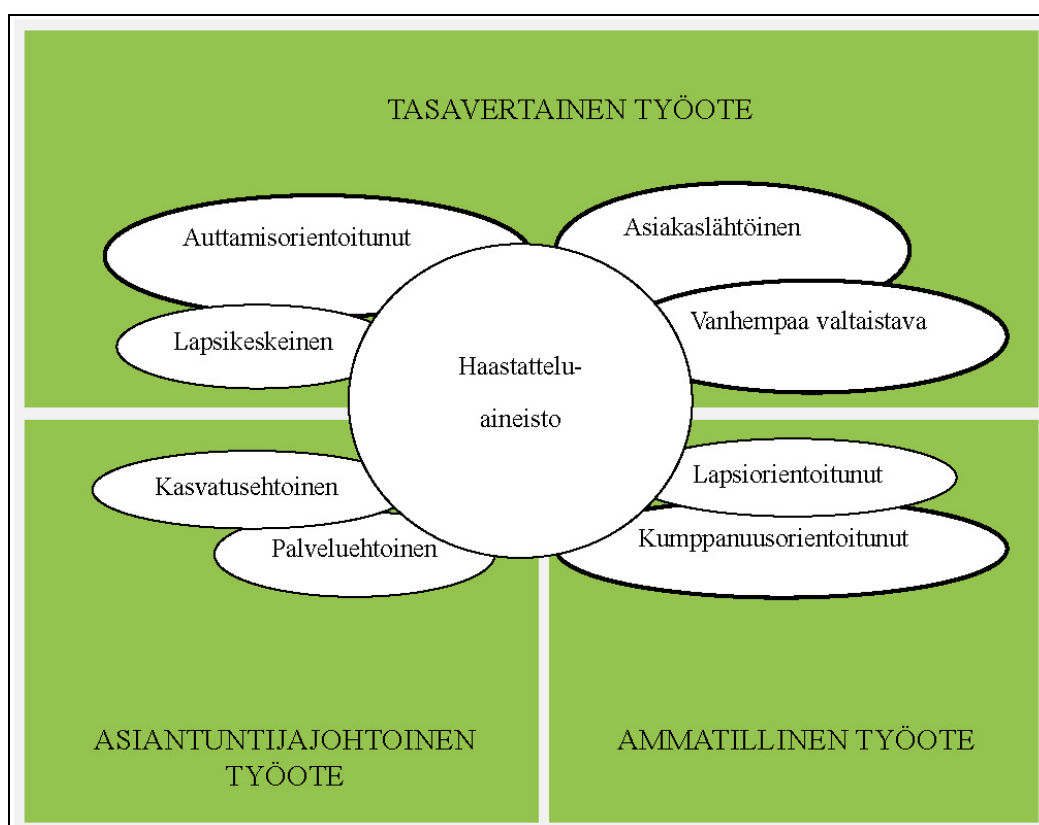 TASAVERTAINEN TYÖOTE
Auttamisorientoitunut
Asiakaslähtöinen
Lapsikeskeinen
Vanhempaa valtaistava
Haastattelu-
aineisto
Kasvatusehtoinen
Palveluehtoinen
Lapsiorientoitunut
Kumppanuusorientoitunut
ASIANTUNTIJAJOHTOINEN
TYÖOTE
AMMATILLINEN TYÖOTE